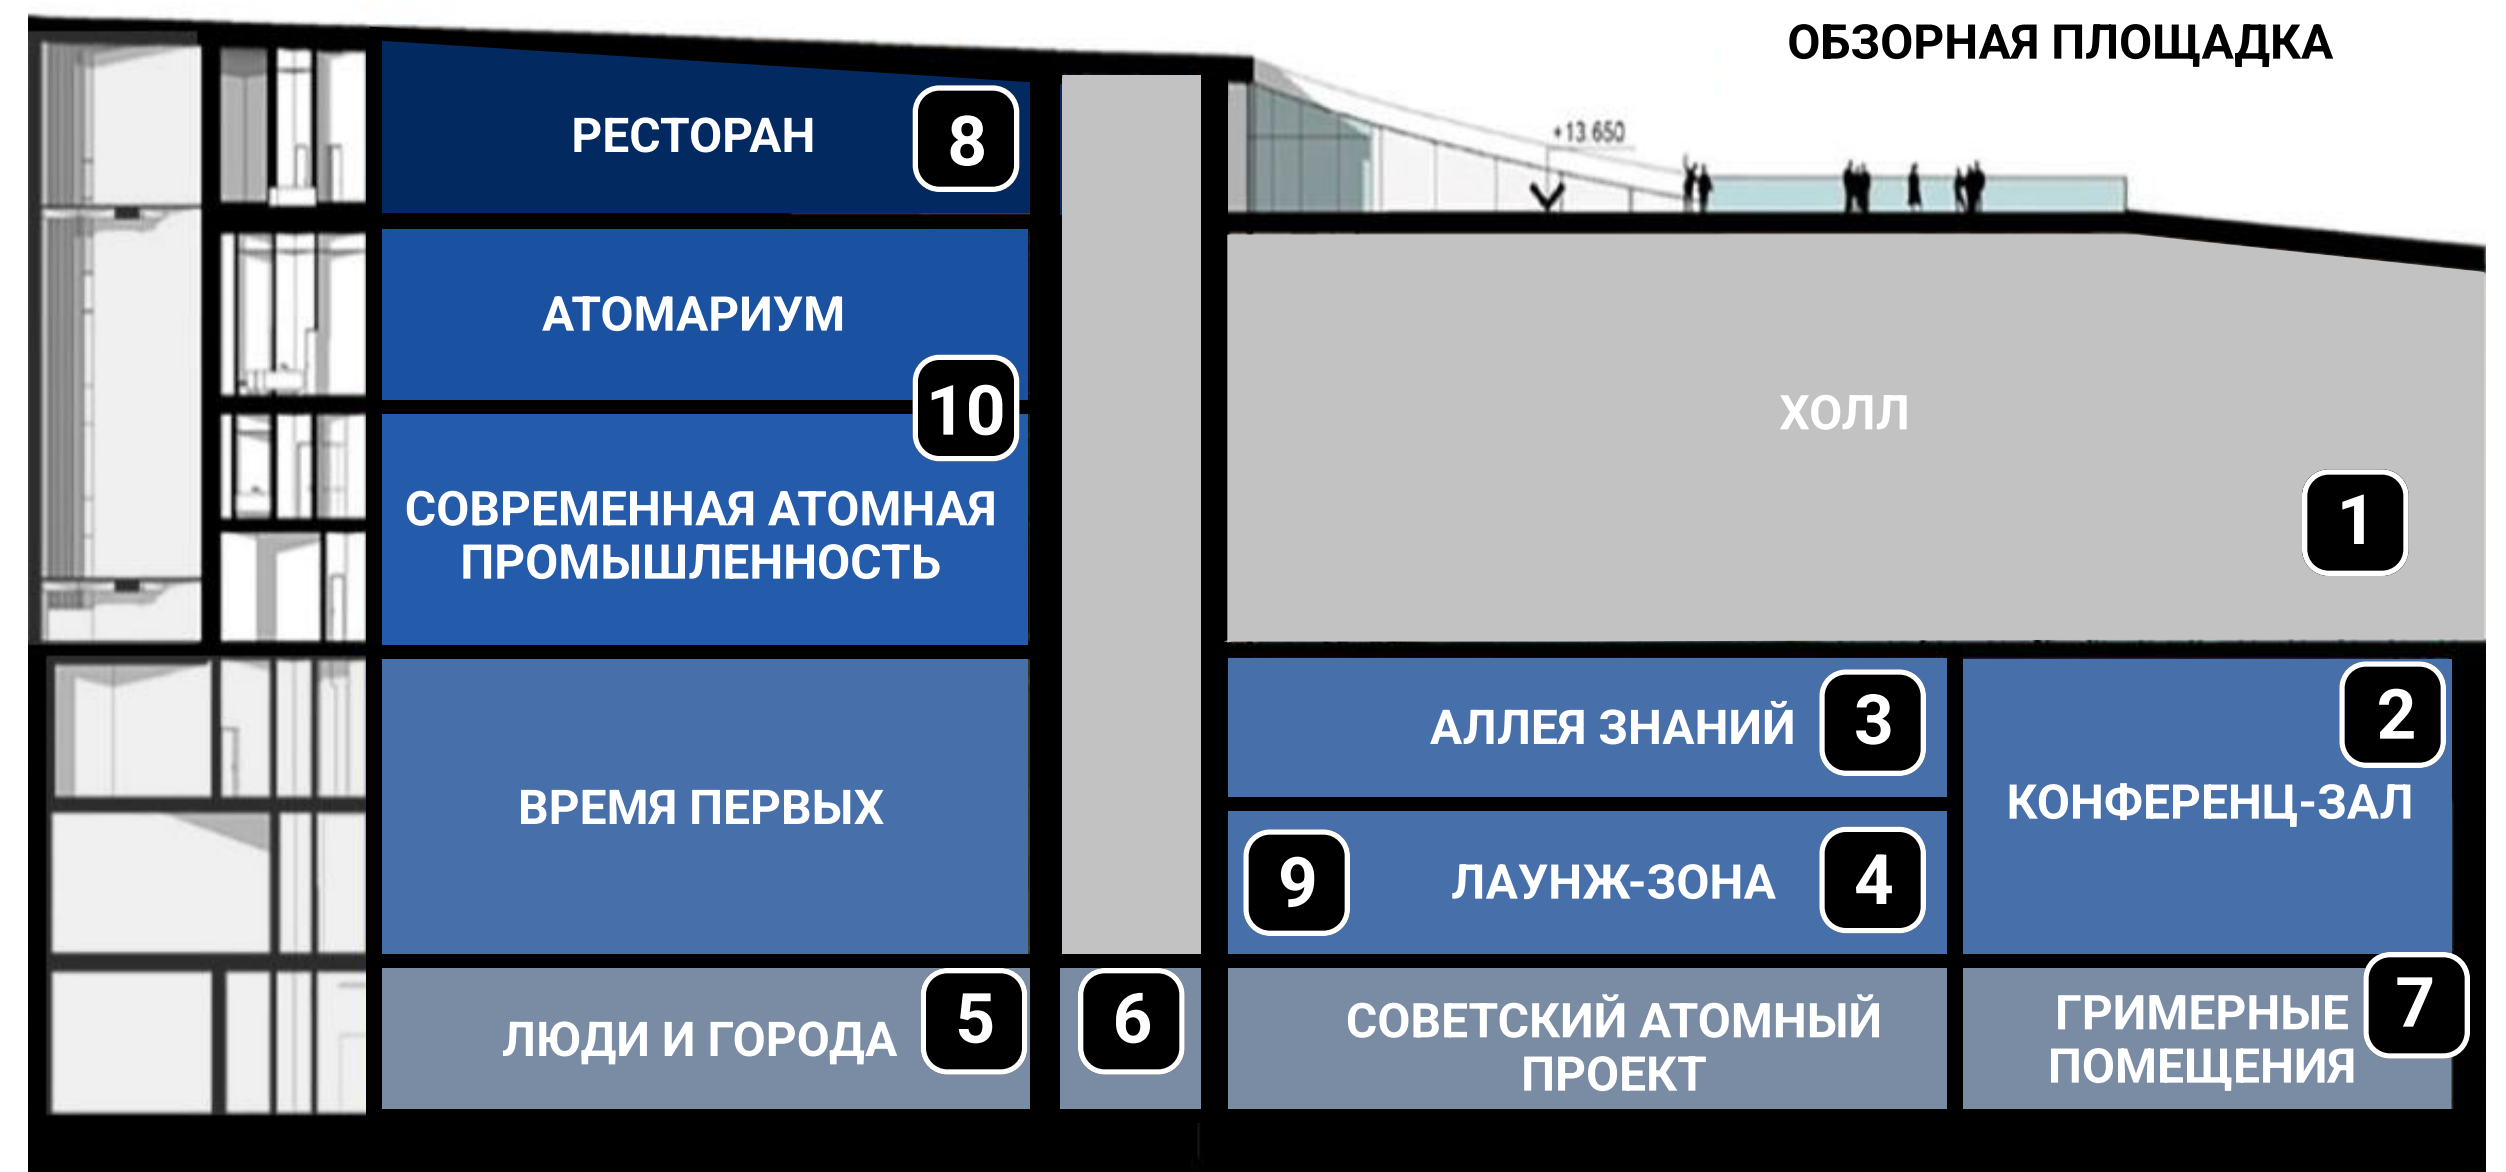 ОБЗОРНАЯ ПЛОЩАДКА
РЕСТОРАН
8
+13 650
АТОМАРИУМ
10
СОВРЕМЕННАЯ АТОМНАЯ
ПРОМЫШЛЕННОСТЬ
ХОЛЛ
1
ВРЕМЯ ПЕРВЫХ
АЛЛЕЯ ЗНАНИЙ
3
2
КОНФЕРЕНЦ-ЗАЛ
9
ЛАУНЖ-ЗОНА
4
ЛЮДИ И ГОРОДА
5
6
СОВЕТСКИЙ АТОМНЫЙ
ПРОЕКТ
ГРИМЕРНЫЕ
ПОМЕЩЕНИЯ
7